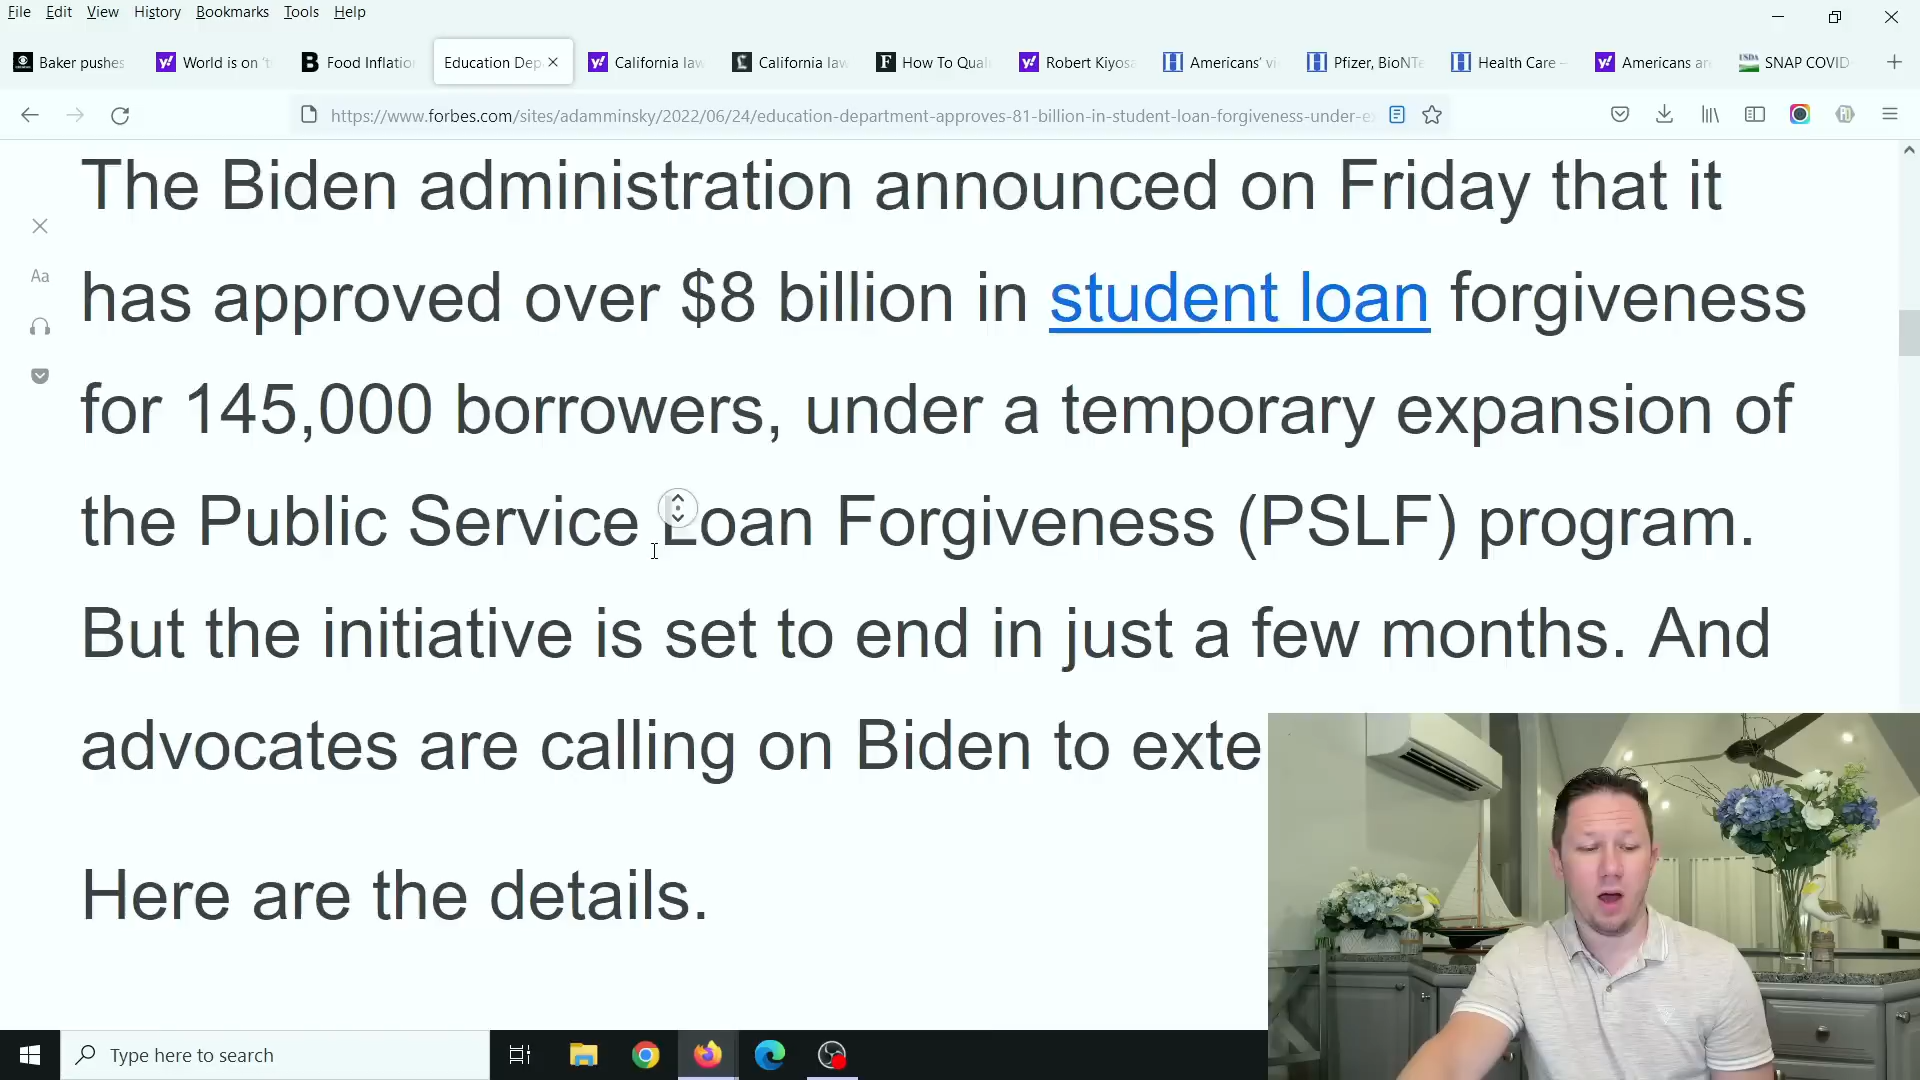 File Edit View History Bookmarks Tools Help
Baker pushes World is on 't Food Inflatio Education Dep California law California law How To Qual Robert Kiyosa Americans' vi Pfizer, BioNTe Health Care – Americans ar USDA SNAP COVID
https://www.forbes.com/sites/adamminsky/2022/06/24/education-department-approves-81-billion-in-student-loan-forgiveness-under-e
The Biden administration announced on Friday that it
has approved over $8 billion in student loan forgiveness
Aa
for 145,000 borrowers, under a temporary expansion of
the Public Service Loan Forgiveness (PSLF) program.
But the initiative is set to end in just a few months. And
advocates are calling on Biden to exte
Here are the details.
Type here to search